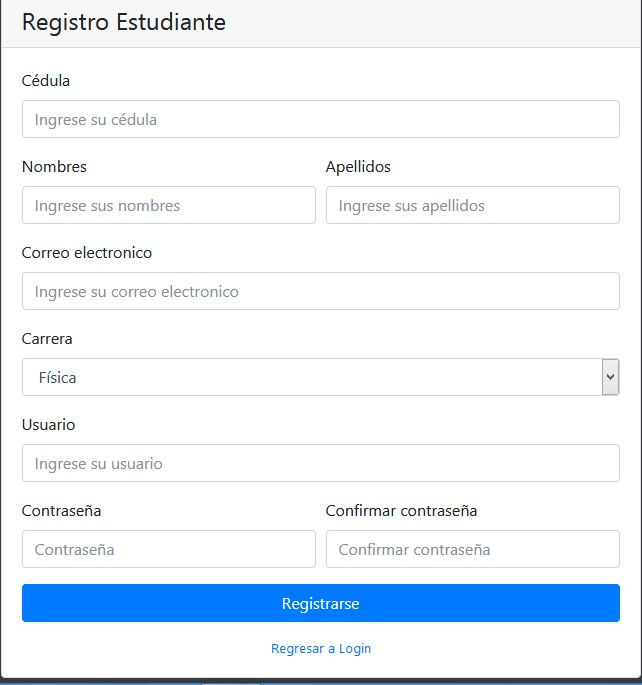 Registro Estudiante
Cédula
Ingrese su cédula
Nombres Apellidos
Ingrese sus nombres Ingrese sus apellidos
Correo electronico
Ingrese su correo electronico
Carrera
Física
Usuario
Ingrese su usuario
Contraseña Confirmar contraseña
Contraseña Confirmar contraseña
Registrarse
Regresar a Login